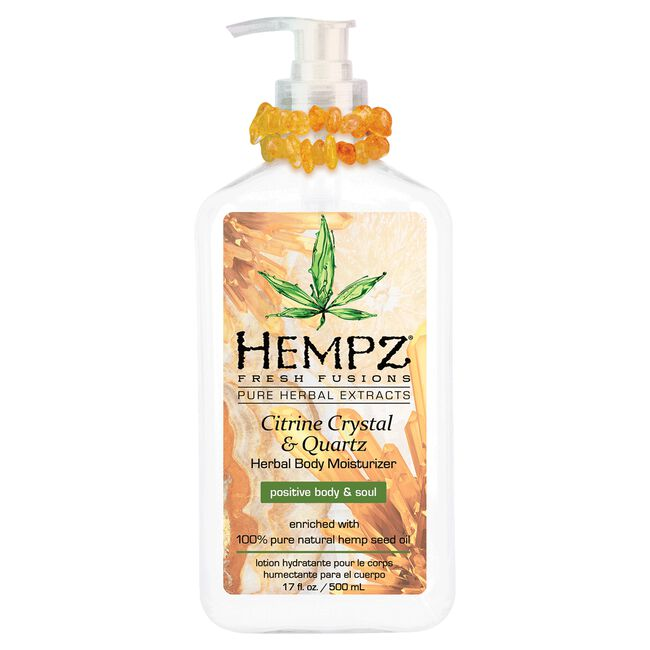 HEMPZ®
FRESH FUSIONS
PURE HERBAL EXTRACTS
Citrine Crystal
& Quartz
Herbal Body Moisturizer
positive body & soul
enriched with
100% pure natural hemp seed oil
lotion hydratante pour le corps
humectante para el cuerpo
17 fl. oz. / 500 mL